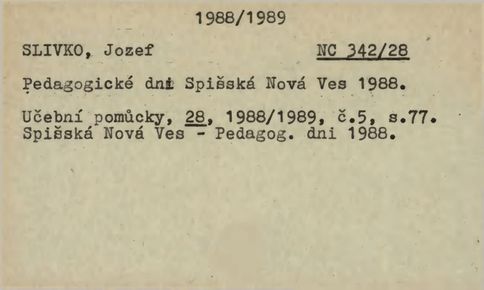 1988/1989
SLIVKO, Jozef NC 342/28
Pedagogické dni Spišská Nová Ves 1988.
Učební pomůcky, 28, 1988/1989, č.5, s.77.
Spišská Nová Ves - Pedagog. dni 1988.